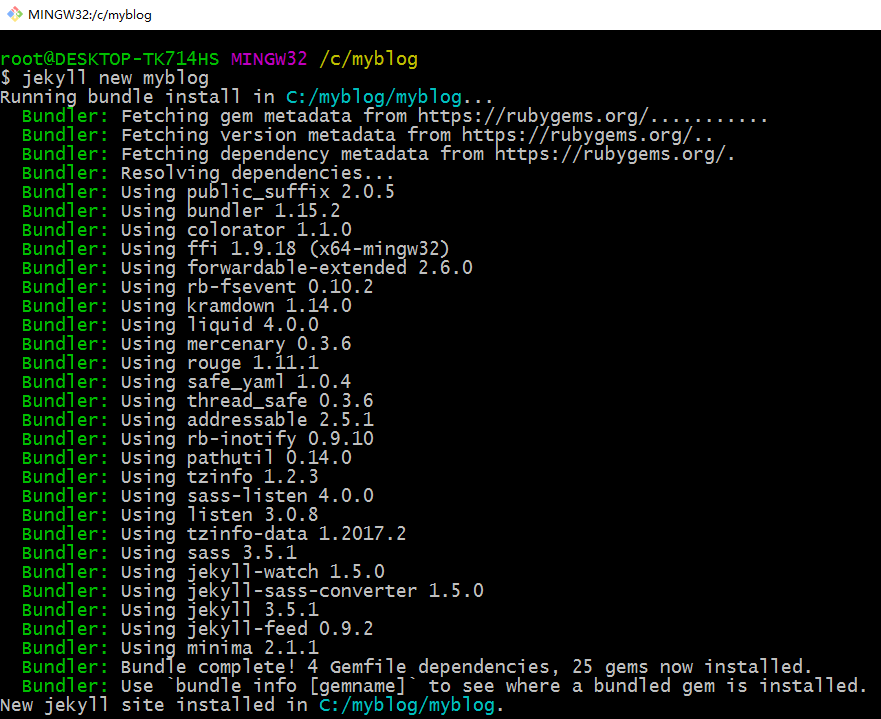 MINGW32:/c/myblog
root@DESKTOP-TK714HS MINGW32 /c/myblog
$ jekyll new myblog
Running bundle install in C:/myblog/myblog...
Bundler: Fetching gem metadata from https://rubygems.org/...........
Bundler: Fetching version metadata from https://rubygems.org/..
Bundler: Fetching dependency metadata from https://rubygems.org/.
Bundler: Resolving dependencies...
Bundler: Using public_suffix 2.0.5
Bundler: Using bundler 1.15.2
Bundler: Using colorator 1.1.0
Bundler: Using ffi 1.9.18 (x64-mingw32)
Bundler: Using forwardable-extended 2.6.0
Bundler: Using rb-fsevent 0.10.2
Bundler: Using kramdown 1.14.0
Bundler: Using liquid 4.0.0
Bundler: Using mercenary 0.3.6
Bundler: Using rouge 1.11.1
Bundler: Using safe_yaml 1.0.4
Bundler: Using thread_safe 0.3.6
Bundler: Using addressable 2.5.1
Bundler: Using rb-inotify 0.9.10
Bundler: Using pathutil 0.14.0
Bundler: Using tzinfo 1.2.3
Bundler: Using sass-listen 4.0.0
Bundler: Using listen 3.0.8
Bundler: Using tzinfo-data 1.2017.2
Bundler: Using sass 3.5.1
Bundler: Using jekyll-watch 1.5.0
Bundler: Using jekyll-sass-converter 1.5.0
Bundler: Using jekyll 3.5.1
Bundler: Using jekyll-feed 0.9.2
Bundler: Using minima 2.1.1
Bundler: Bundle complete! 4 Gemfile dependencies, 25 gems now installed.
Bundler: Use `bundle info [gemname]` to see where a bundled gem is installed.
New jekyll site installed in C:/myblog/myblog.